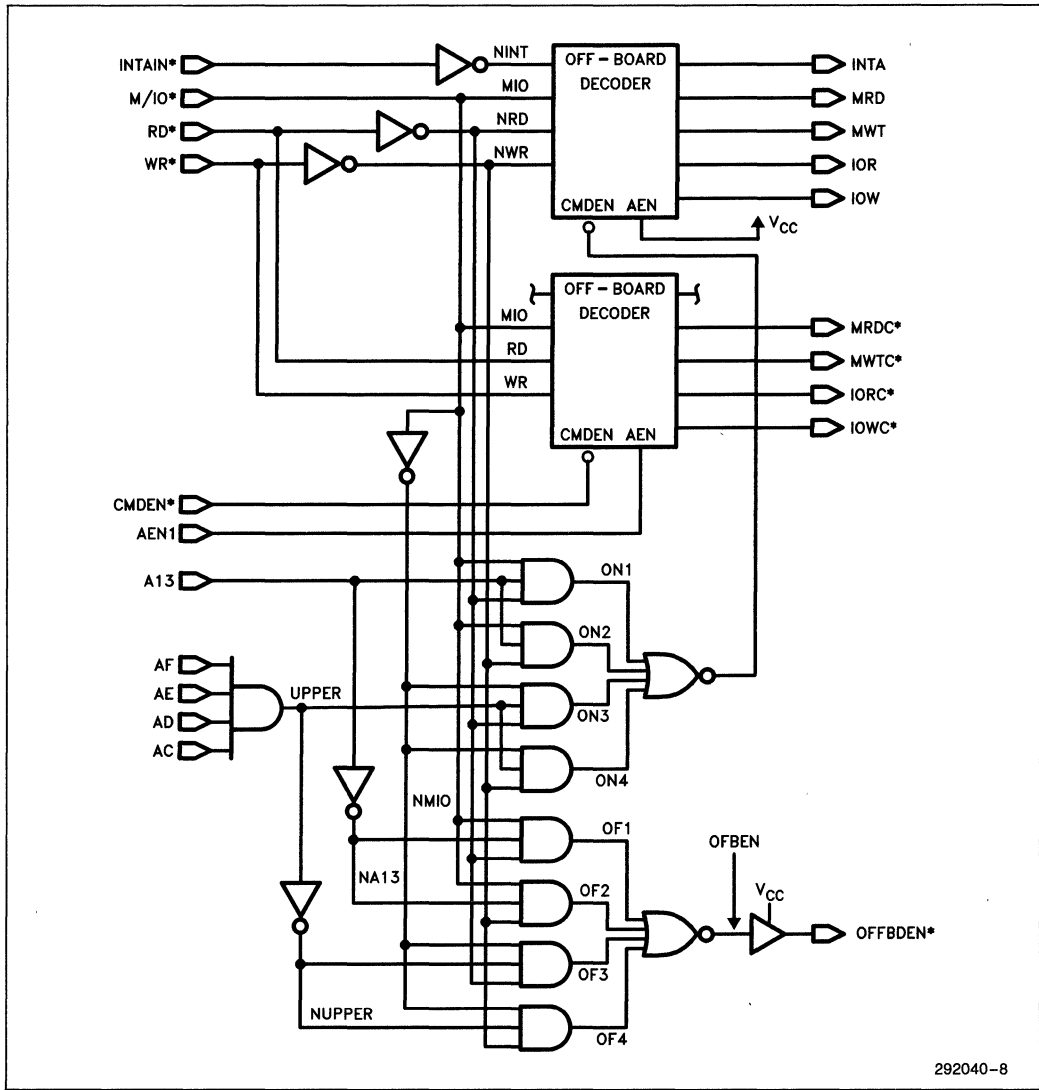 INTAIN*
M/IO*
RD*
WR*
NINT
MIO
NRD
NWR
OFF-BOARD
DECODER
CMDEN AEN
INTA
MRD
MWT
IOR
IOW
VCC
OFF-BOARD
DECODER
MIO
RD
WR
CMDEN AEN
MRDC*
MWTC*
IORC*
IOWC*
CMDEN*
AEN1
A13
AF
AE
AD
AC
UPPER
ON1
ON2
ON3
ON4
NMIO
NA13
NUPPER
OF1
OF2
OF3
OF4
OFBEN
VCC
OFFBDEN*
292040-8